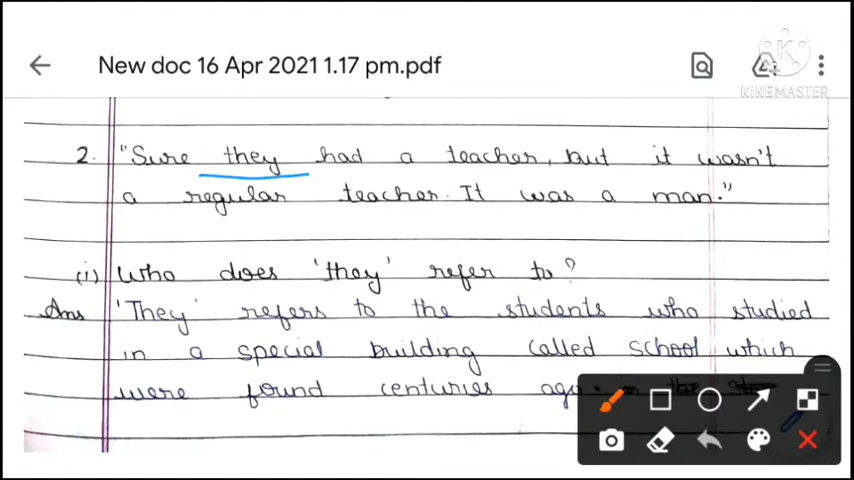 New doc 16 Apr 2021 1.17 pm.pdf
KINEMASTER
2. "Sure they had a teacher, but it wasn't
a regular teacher. It was a man."
(i) Who does 'they' refer to?
Ans 'They' refers to the students who studied
in a special building called school which
were found centuries ago